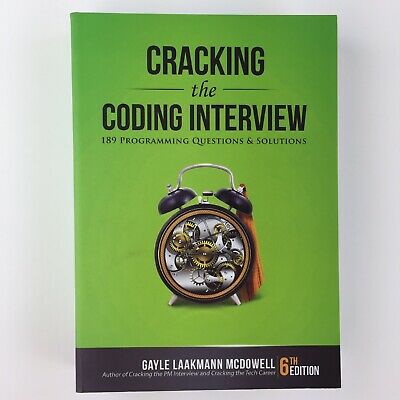 CRACKING
the
CODING INTERVIEW
189 PROGRAMMING QUESTIONS & SOLUTIONS
GAYLE LAAKMANN MCDOWELL
Author of Cracking the PM Interview and Cracking the Tech Career
6TH EDITION